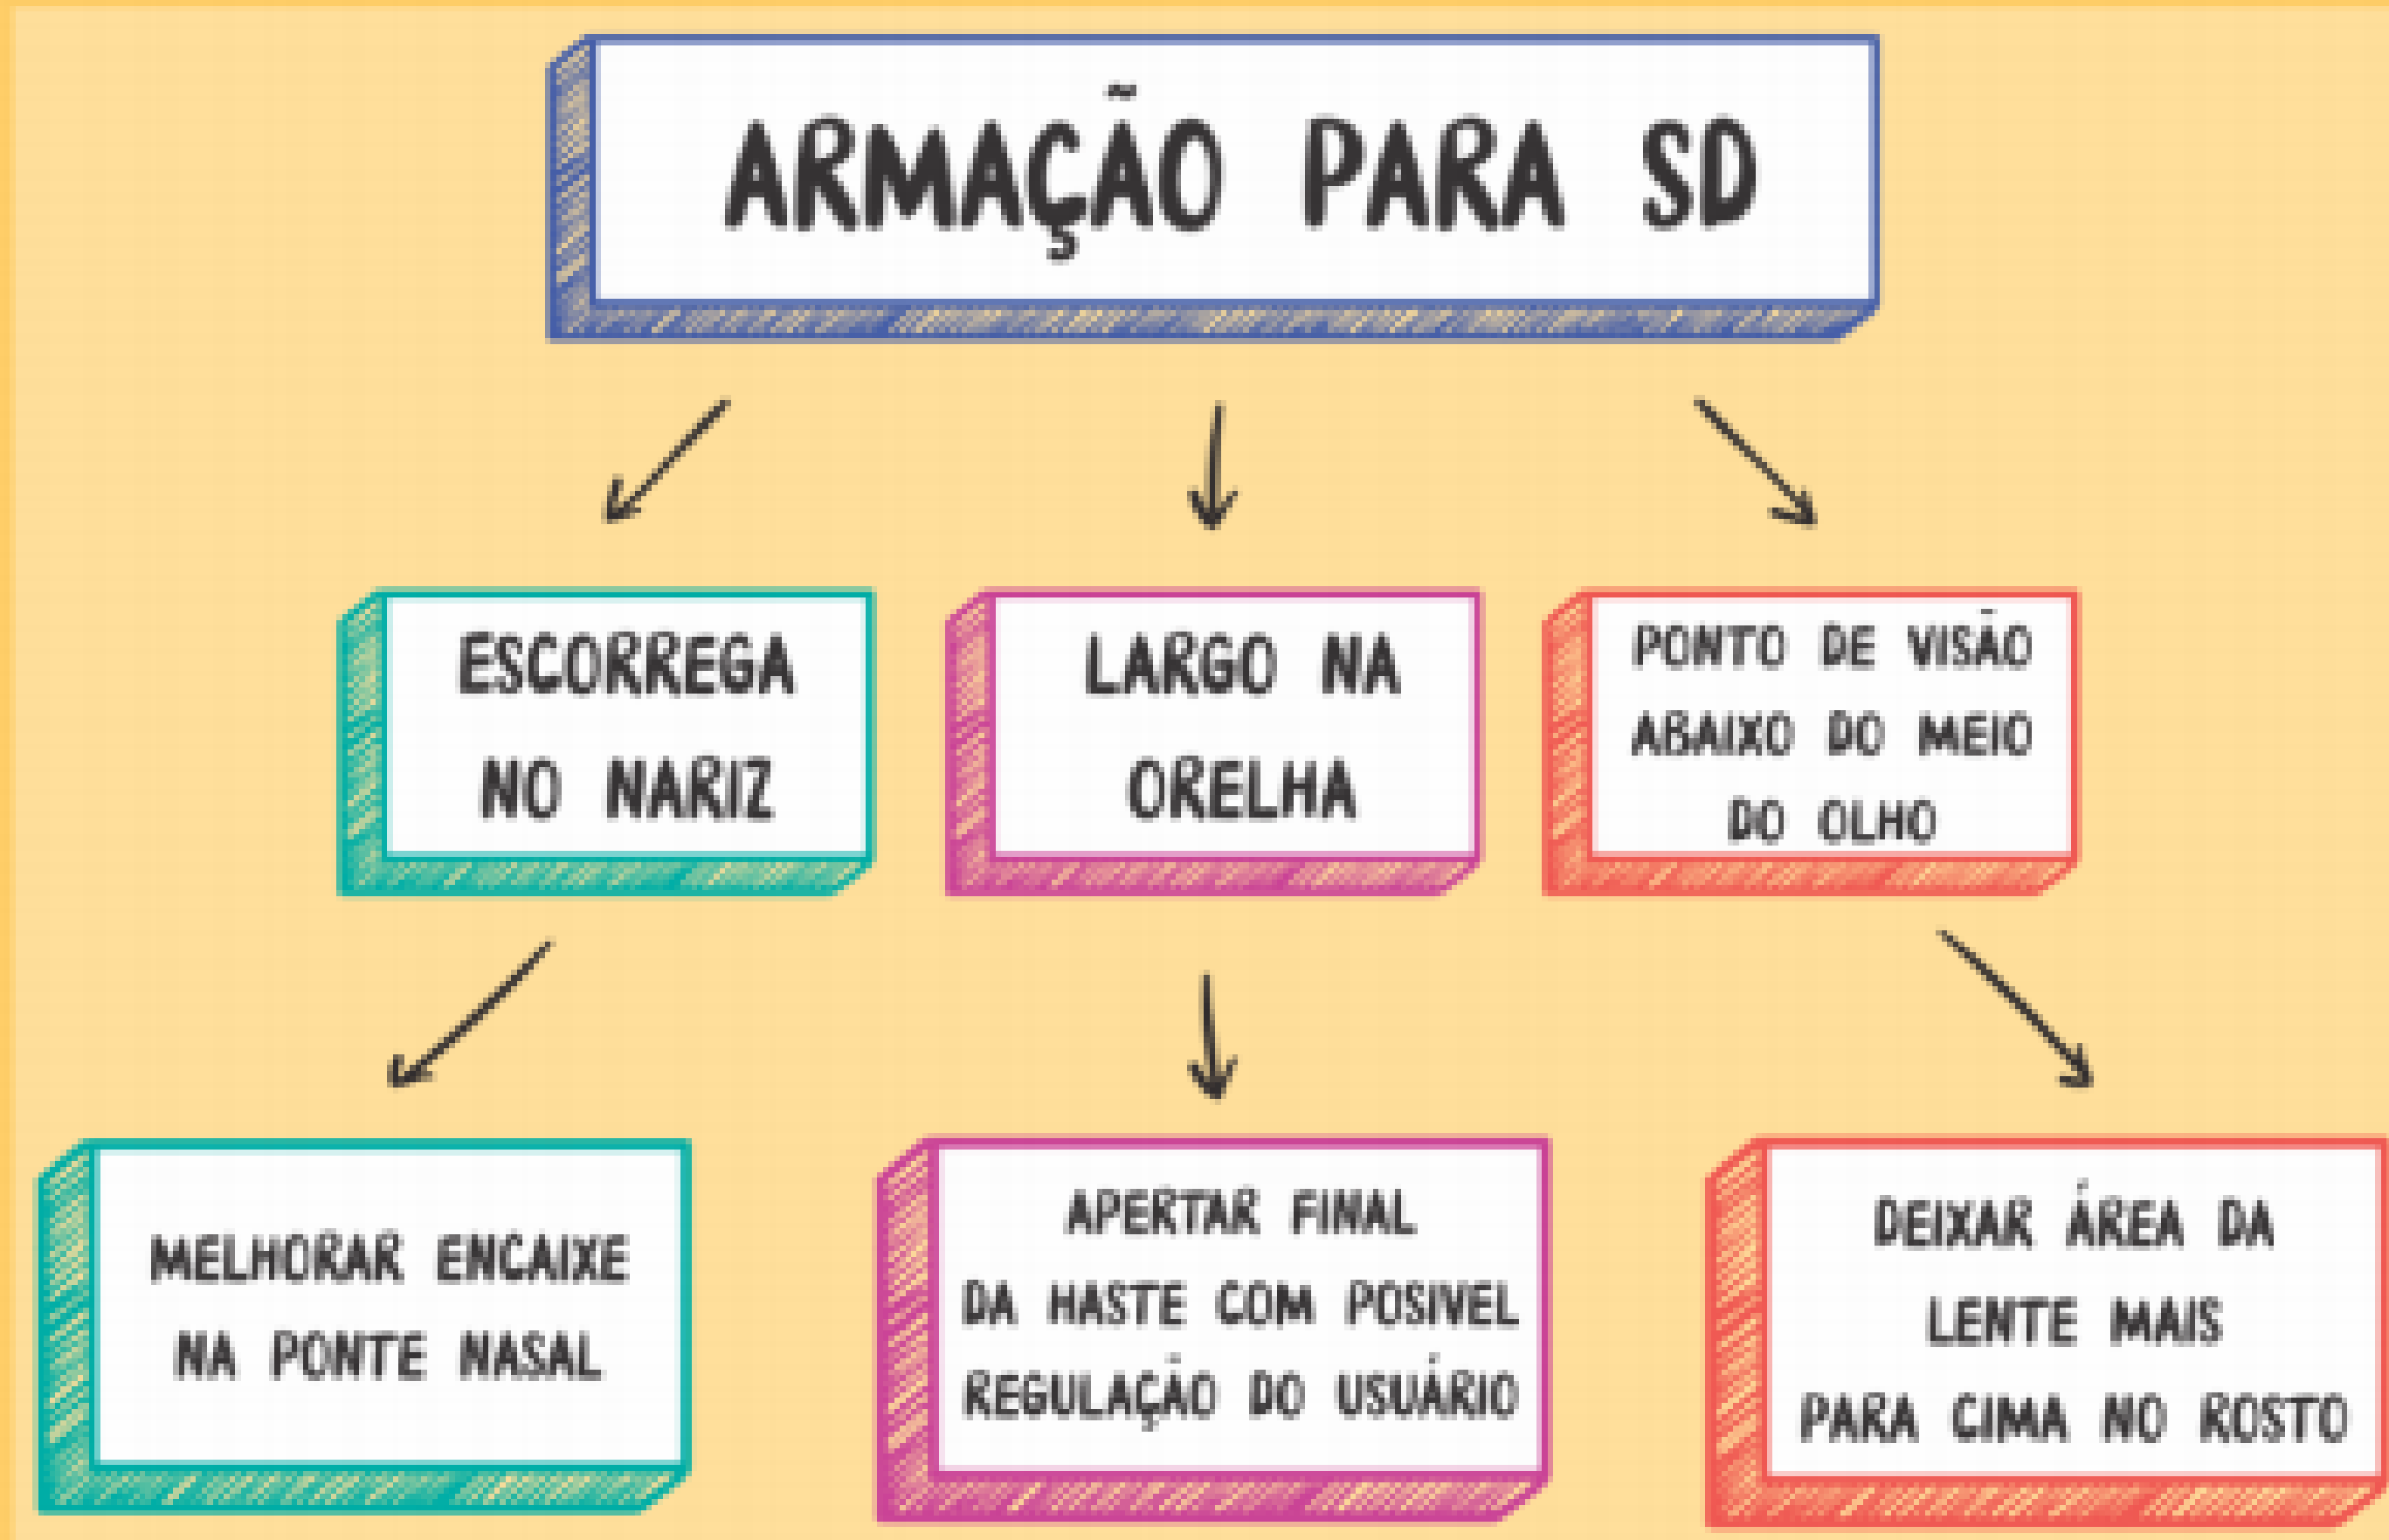 ARMAÇÃO PARA SD
ESCORREGA
NO NARIZ
LARGO NA
ORELHA
PONTO DE VISÃO
ABAIXO DO MEIO
DO OLHO
MELHORAR ENCAIXE
NA PONTE NASAL
APERTAR FINAL
DA HASTE COM POSIVEL
REGULAÇÃO DO USUÁRIO
DEIXAR ÁREA DA
LENTE MAIS
PARA CIMA NO ROSTO